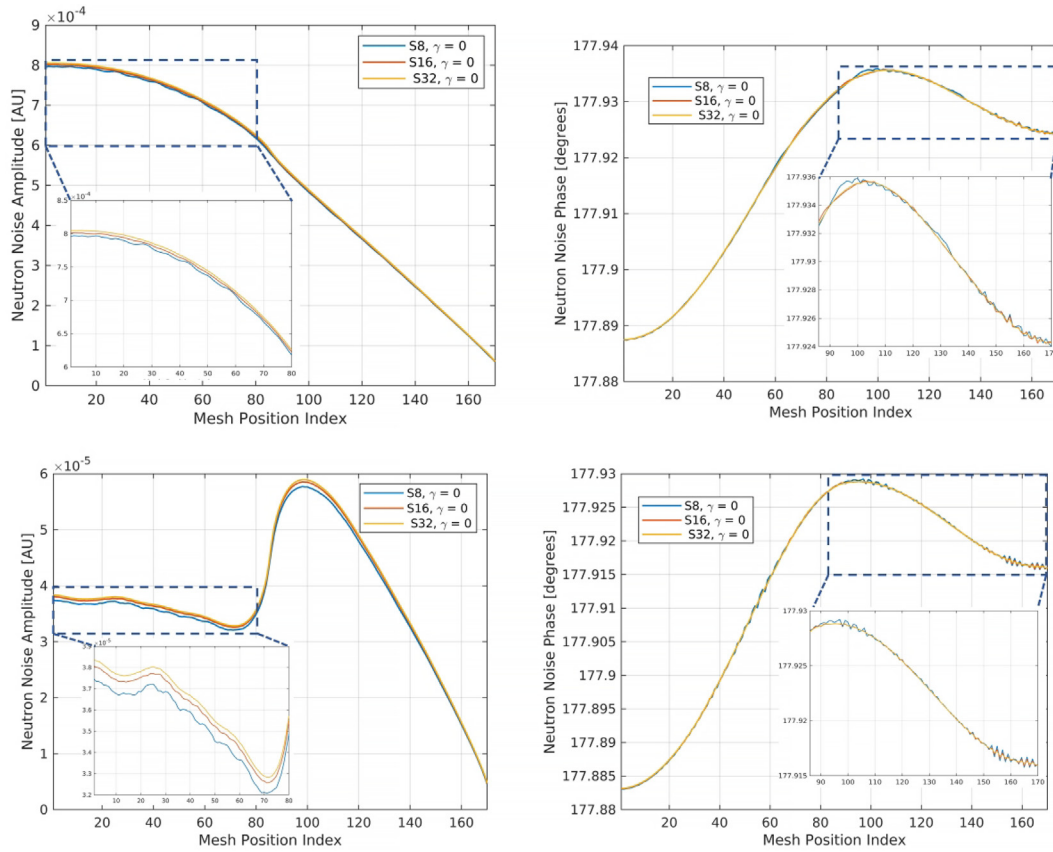 ×10⁻⁴
9
8
7
6
5
4
3
2
1
0
20 40 60 80 100 120 140 160
Mesh Position Index
Neutron Noise Amplitude [AU]
S8, γ = 0
S16, γ = 0
S32, γ = 0
×10⁻⁴
8.5
8
7.5
7
6.5
6
10 20 30 40 50 60 70 80
177.94
177.93
177.92
177.91
177.9
177.89
177.88
20 40 60 80 100 120 140 160
Mesh Position Index
Neutron Noise Phase [degrees]
S8, γ = 0
S16, γ = 0
S32, γ = 0
177.936
177.934
177.933
177.93
177.928
177.926
177.924
90 100 110 120 130 140 150 160
×10⁻⁵
6
5
4
3
2
1
0
20 40 60 80 100 120 140 160
Mesh Position Index
Neutron Noise Amplitude [AU]
S8, γ = 0
S16, γ = 0
S32, γ = 0
3.9
3.8
3.7
3.6
3.5
3.4
3.3
3.2
10 20 30 40 50 60 70 80
177.93
177.925
177.92
177.915
177.91
177.905
177.9
177.895
177.89
177.885
177.88
20 40 60 80 100 120 140 160
Mesh Position Index
Neutron Noise Phase [degrees]
S8, γ = 0
S16, γ = 0
S32, γ = 0
177.93
177.925
177.92
177.915
90 100 110 120 130 140 150 160 170